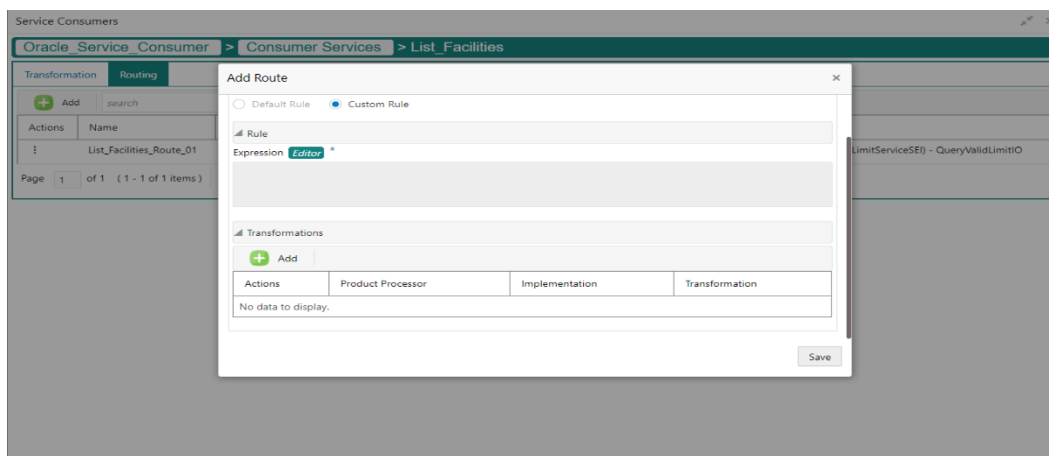 Service Consumers
Oracle_Service_Consumer > Consumer Services > List_Facilities
Transformation Routing
Add search
Actions Name
List_Facilities_Route_01 LimitServiceSEI) - QueryValidLimitIO
Page 1 of 1 (1 - 1 of 1 items)
Add Route ×
Default Rule Custom Rule
Rule
Expression Editor *
Transformations
Add
Actions Product Processor Implementation Transformation
No data to display.
Save